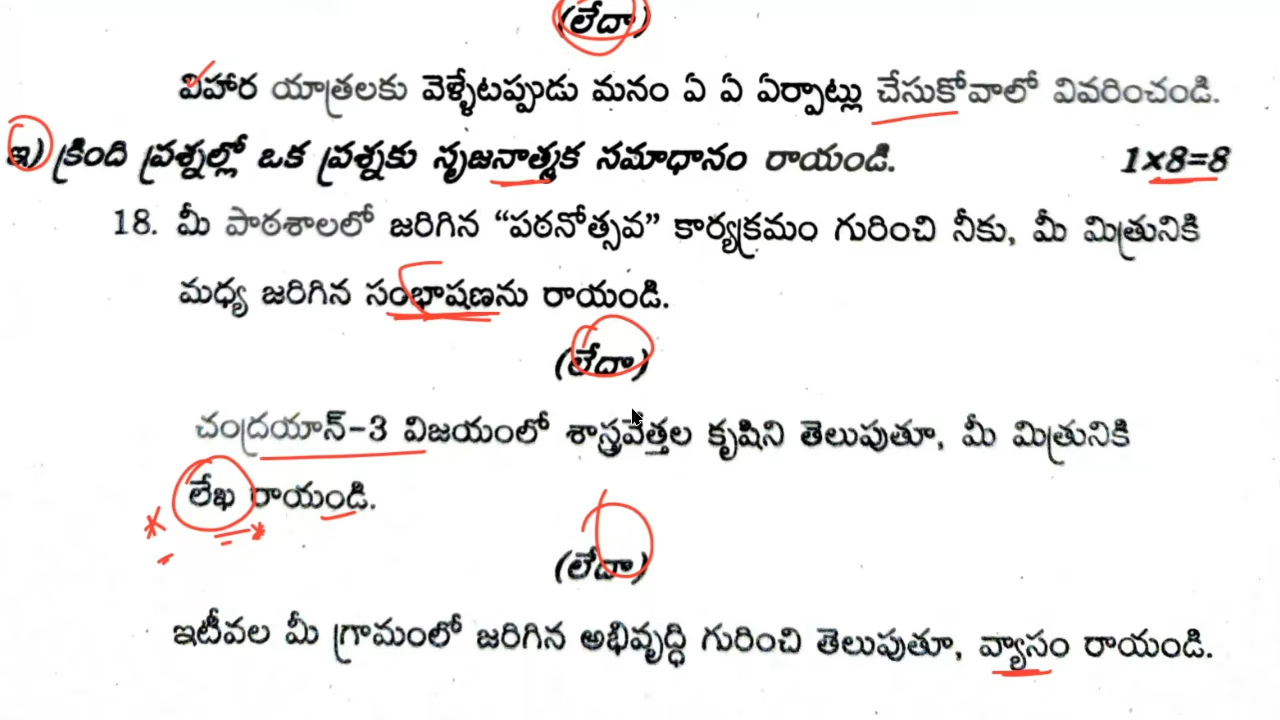 (లేదా)
విహార యాత్రలకు వెళ్ళేటప్పుడు మనం ఏ ఏ ఏర్పాట్లు చేసుకోవాలో వివరించండి.
ఇ) క్రింది ప్రశ్నల్లో ఒక ప్రశ్నకు సృజనాత్మక సమాధానం రాయండి. 1×8=8
18. మీ పాఠశాలలో జరిగిన “పఠనోత్సవ” కార్యక్రమం గురించి నీకు, మీ మిత్రునికి
మధ్య జరిగిన సంభాషణను రాయండి.
(లేదా)
చంద్రయాన్-3 విజయంలో శాస్త్రవేత్తల కృషిని తెలుపుతూ, మీ మిత్రునికి
లేఖ రాయండి.
(లేదా)
ఇటీవల మీ గ్రామంలో జరిగిన అభివృద్ధి గురించి తెలుపుతూ, వ్యాసం రాయండి.